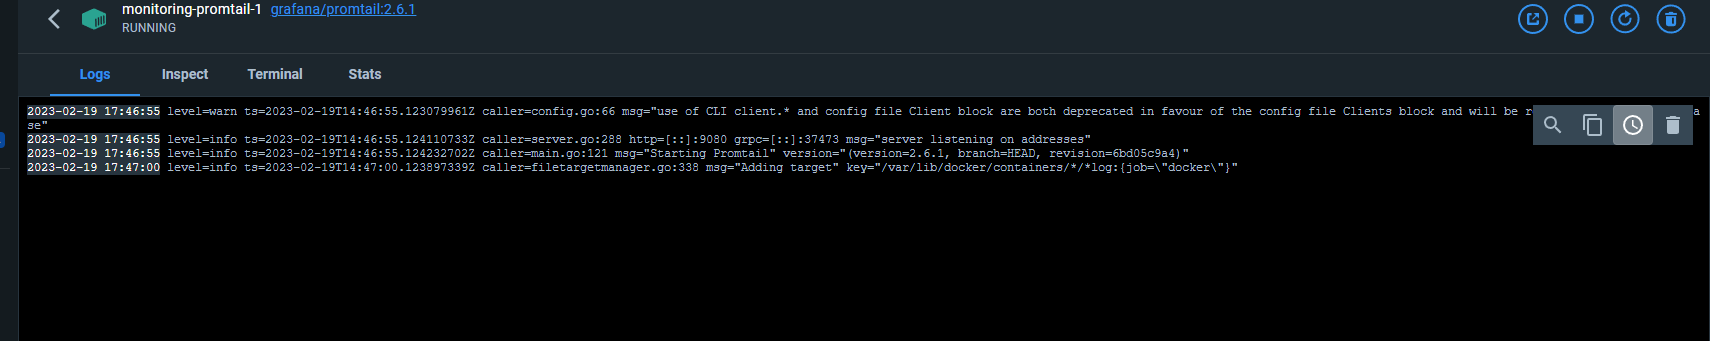 monitoring-promtail-1 grafana/promtail:2.6.1
RUNNING
Logs Inspect Terminal Stats
2023-02-19 17:46:55 level=warn ts=2023-02-19T14:46:55.123079961Z caller=config.go:66 msg="use of CLI client.* and config file Client block are both deprecated in favour of the config file Clients block and will be r a
se"
2023-02-19 17:46:55 level=info ts=2023-02-19T14:46:55.124110733Z caller=server.go:288 http=[::]:9080 grpc=[::]:37473 msg="server listening on addresses"
2023-02-19 17:46:55 level=info ts=2023-02-19T14:46:55.124232702Z caller=main.go:121 msg="Starting Promtail" version="(version=2.6.1, branch=HEAD, revision=6bd05c9a4)"
2023-02-19 17:47:00 level=info ts=2023-02-19T14:47:00.123897339Z caller=filetargetmanager.go:338 msg="Adding target" key="/var/lib/docker/containers/*/*log:{job=\"docker\"}"